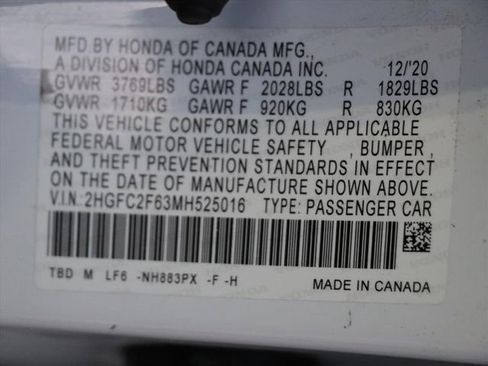 MFD.BY HONDA OF CANADA MFG.,
A DIVISION OF HONDA CANADA INC. 12/'20
GVWR 3769LBS GAWR F 2028LBS R 1829LBS
GVWR 1710KG GAWR F 920KG R 830KG
THIS VEHICLE CONFORMS TO ALL APPLICABLE
FEDERAL MOTOR VEHICLE SAFETY , BUMPER,
AND THEFT PREVENTION STANDARDS IN EFFECT
ON THE DATE OF MANUFACTURE SHOWN ABOVE.
V.I.N.: 2HGFC2F63MH525016 TYPE: PASSENGER CAR
TBD M LF6 -NH883PX -F -H
MADE IN CANADA